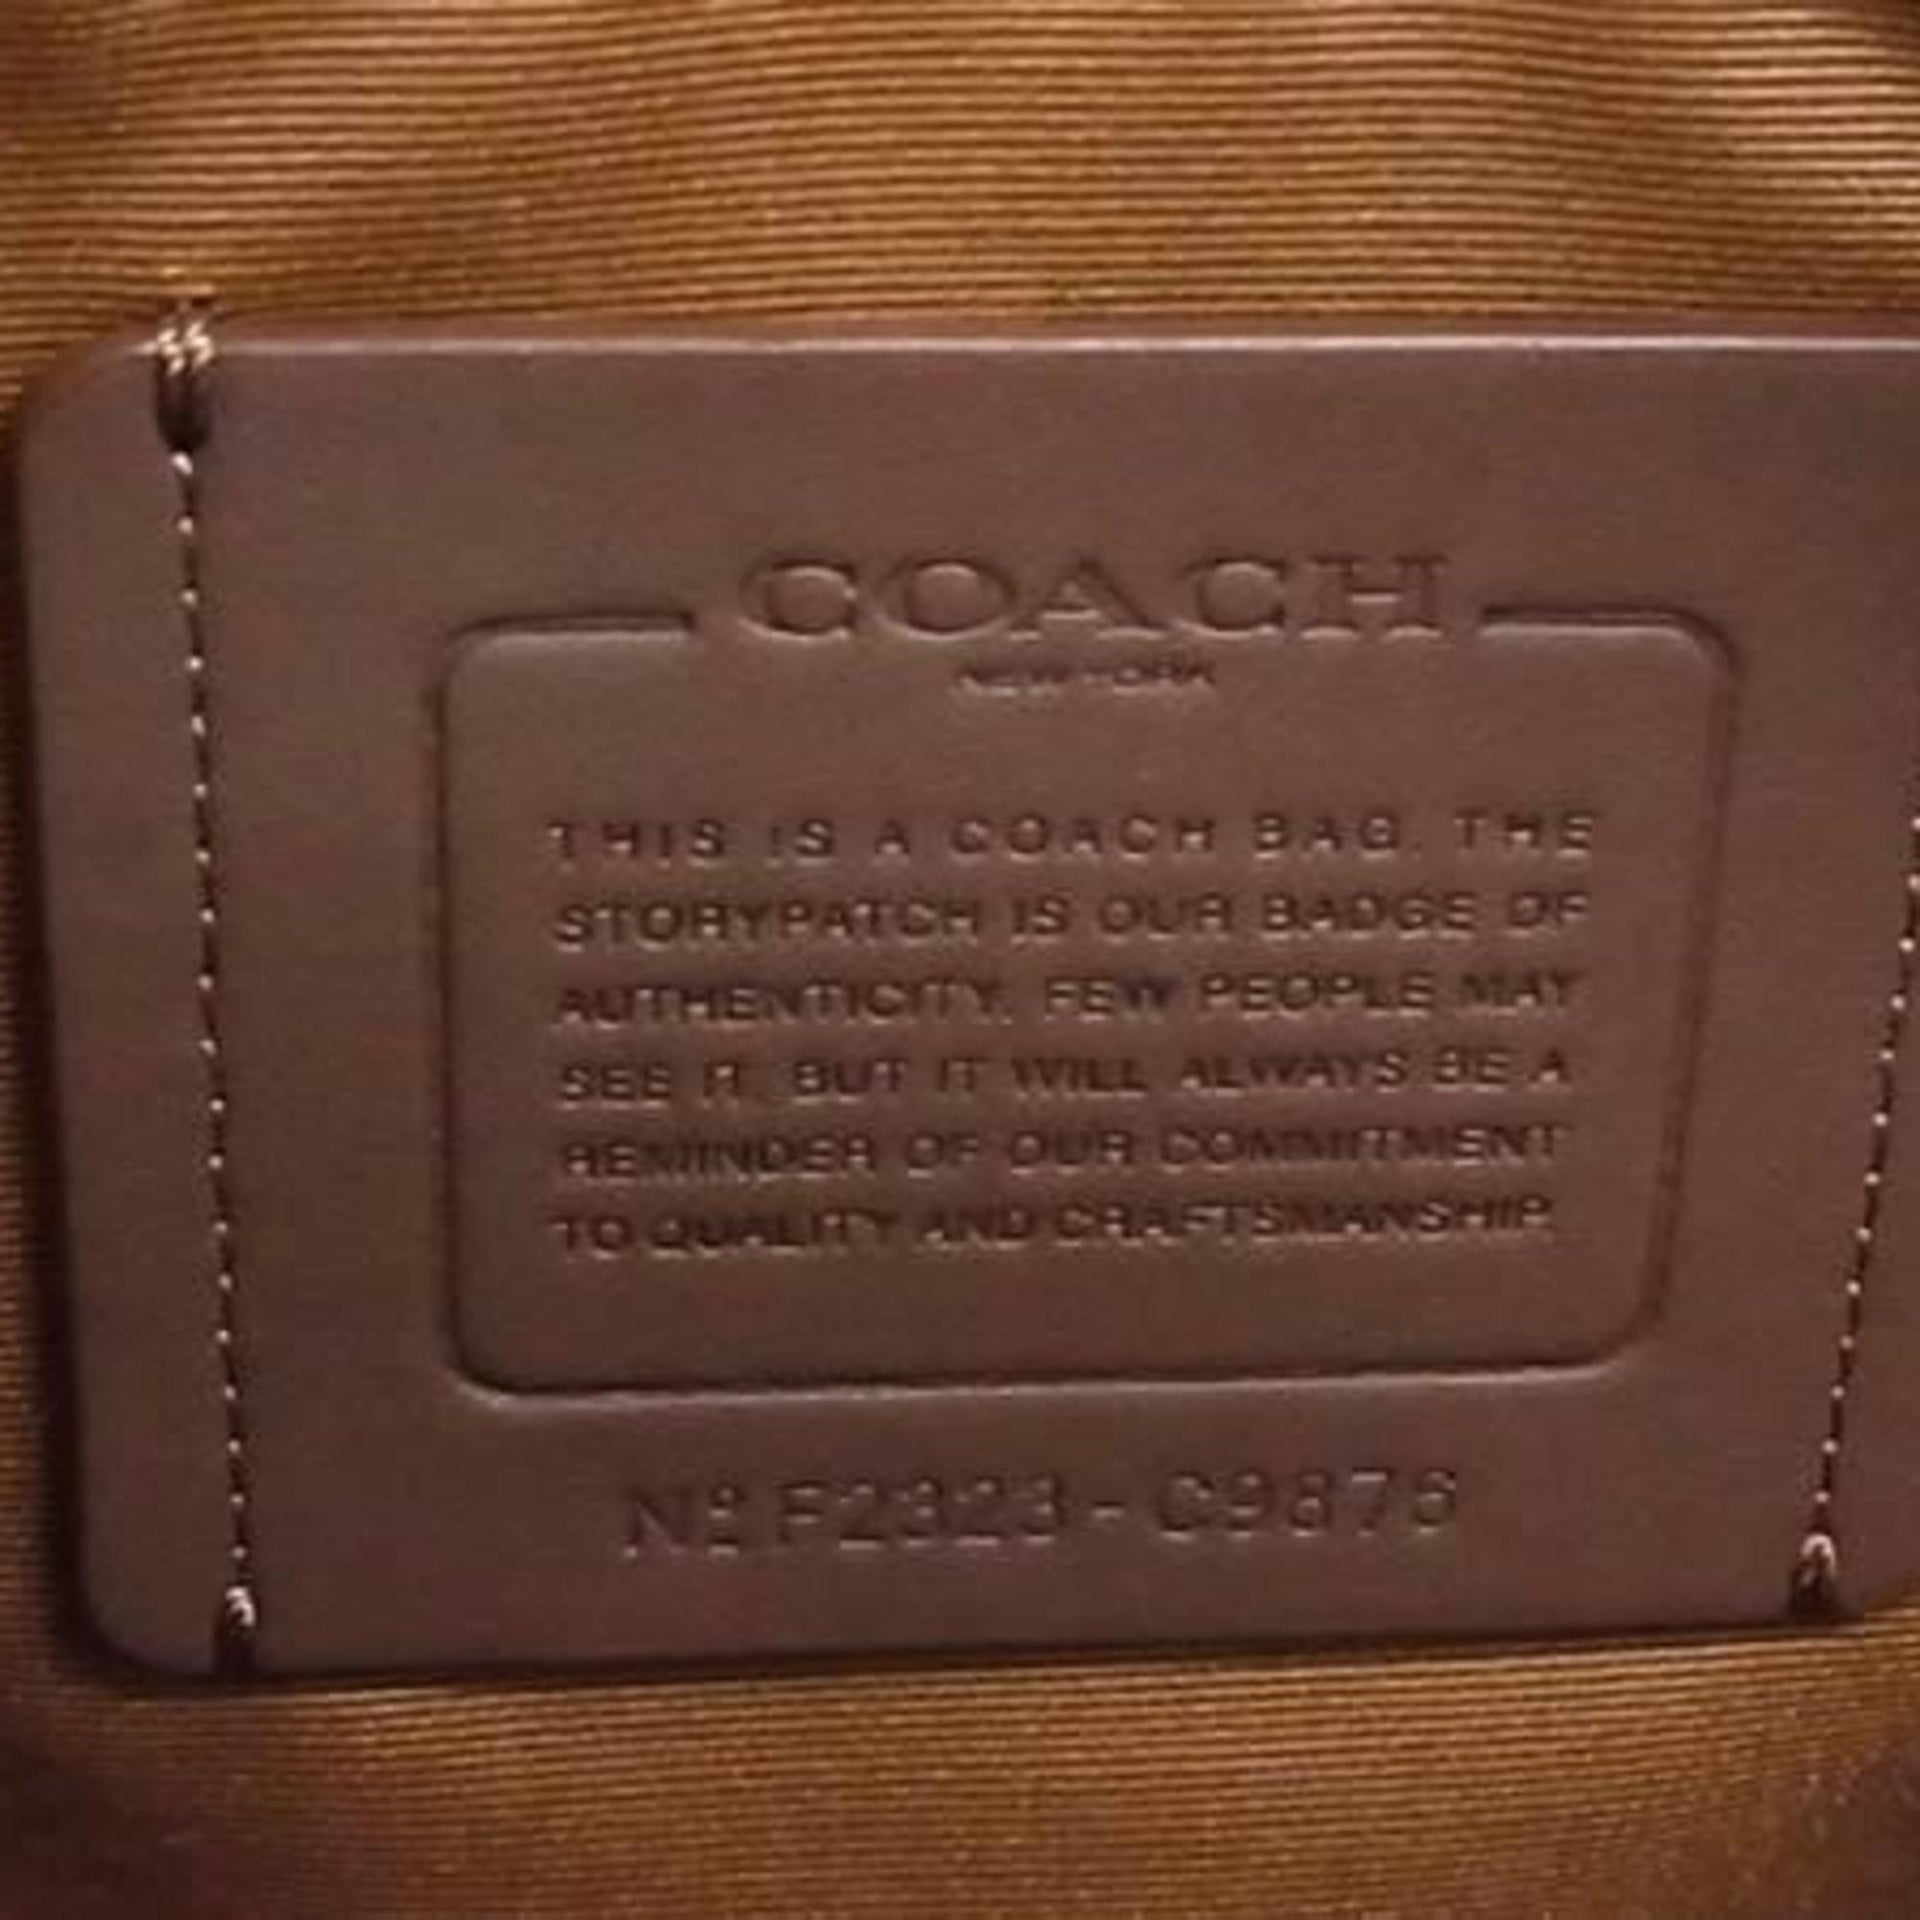 COACH
NEW YORK
THIS IS A COACH BAG. THE
STORYPATCH IS OUR BADGE OF
AUTHENTICITY. FEW PEOPLE MAY
SEE IT. BUT IT WILL ALWAYS BE A
REMINDER OF OUR COMMITMENT
TO QUALITY AND CRAFTSMANSHIP.
Nº F2323 - C9876